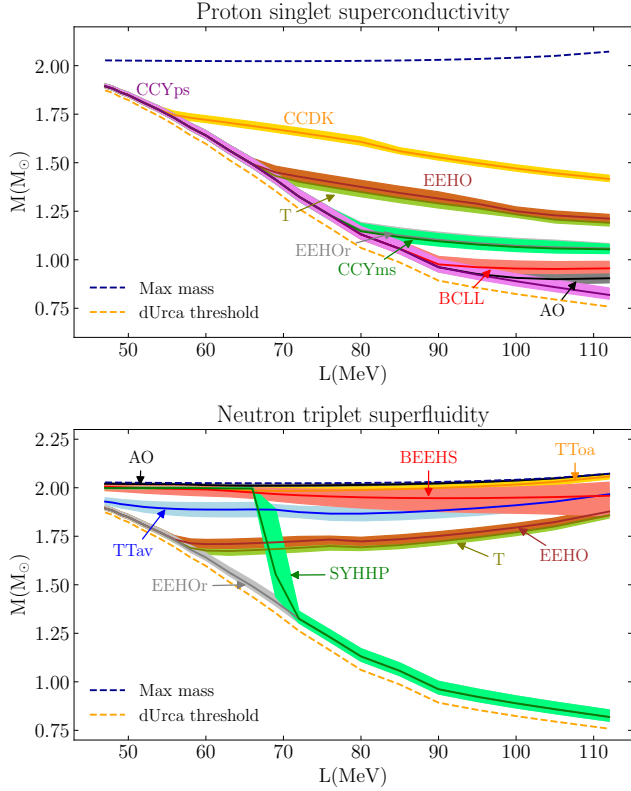 Proton singlet superconductivity
M(M⊙)
2.00
1.75
1.50
1.25
1.00
0.75
CCYps
CCDK
EEHO
T
EEHOr
CCYms
BCLL
AO
Max mass
dUrca threshold
50 60 70 80 90 100 110
L(MeV)
Neutron triplet superfluidity
M(M⊙)
2.25
2.00
1.75
1.50
1.25
1.00
0.75
AO
BEEHS
TToa
TTav
T
EEHO
EEHOr
SYHHP
Max mass
dUrca threshold
50 60 70 80 90 100 110
L(MeV)